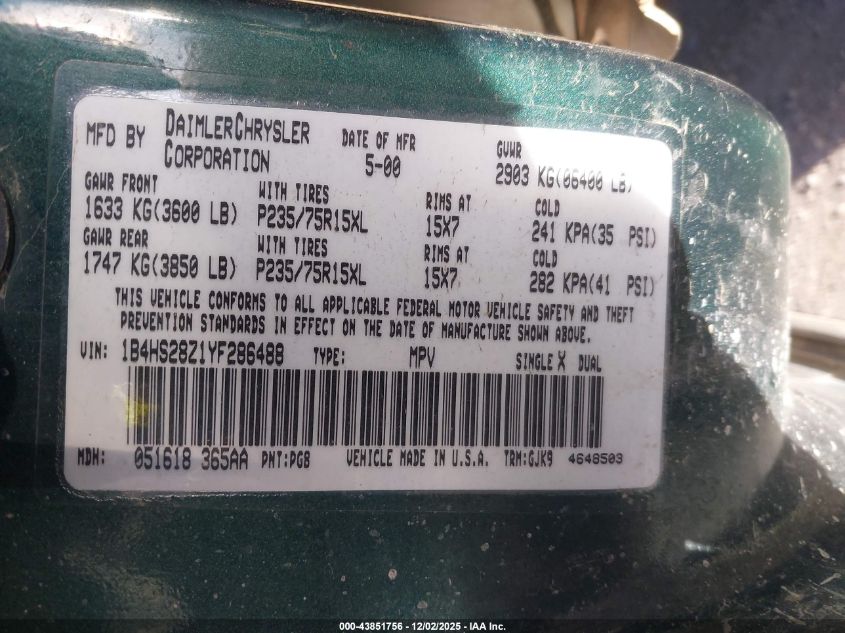 MFD BY DAIMLERCHRYSLER CORPORATION DATE OF MFR 5-00 GVWR 2903 KG(06400 LB)
GAWR FRONT WITH TIRES RIMS AT COLD
1633 KG(3600 LB) P235/75R15XL 15X7 241 KPA(35 PSI)
GAWR REAR WITH TIRES RIMS AT COLD
1747 KG(3850 LB) P235/75R15XL 15X7 282 KPA(41 PSI)
THIS VEHICLE CONFORMS TO ALL APPLICABLE FEDERAL MOTOR VEHICLE SAFETY AND THEFT
PREVENTION STANDARDS IN EFFECT ON THE DATE OF MANUFACTURE SHOWN ABOVE.
VIN: 1B4HS28Z1YF286488 TYPE: MPV SINGLE X DUAL
MDH: 051618 365AA PNT:PG8 VEHICLE MADE IN U.S.A. TRM:GJK9 4648503
000-43851756 - 12/02/2025 - IAA Inc.